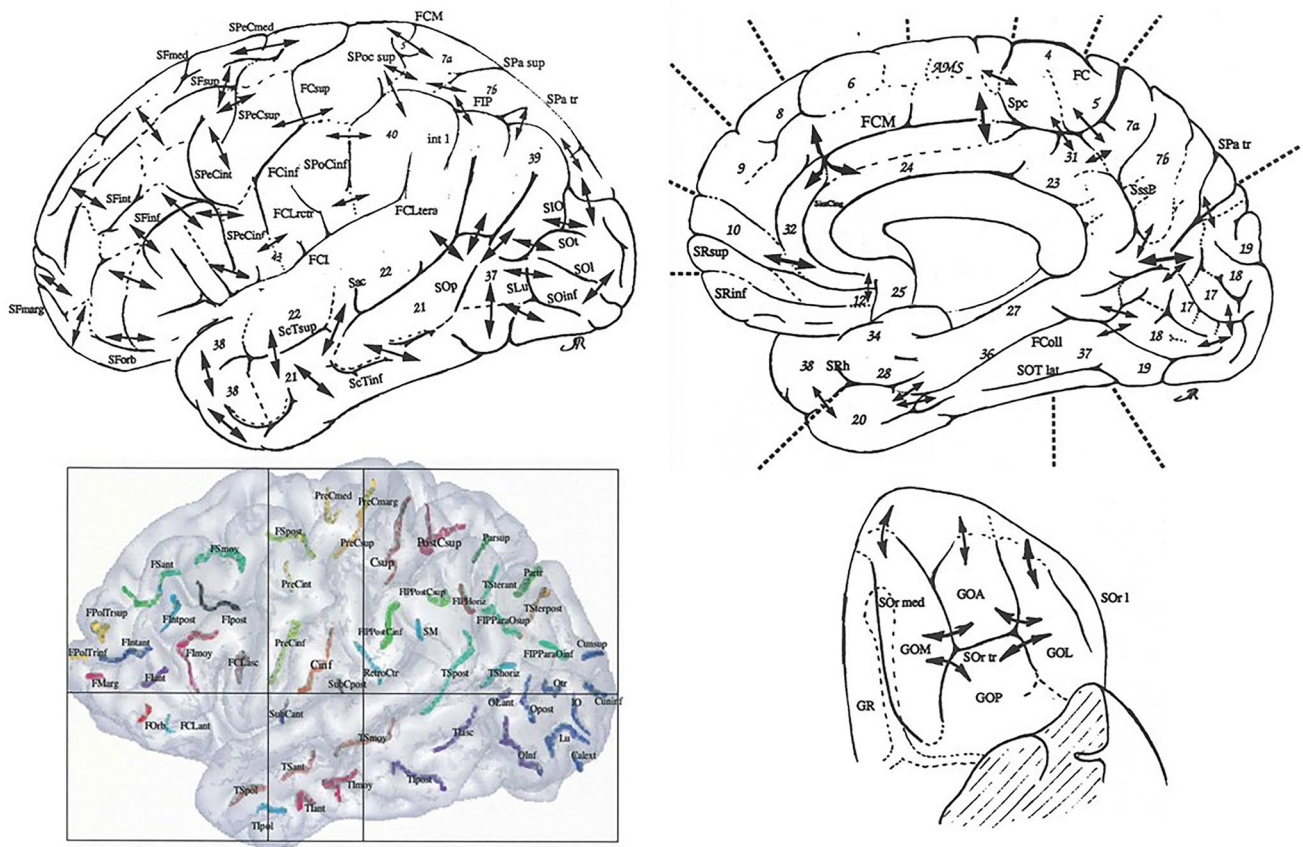 SPeCmed
FCM
SFmed
5
7a
SPoc sup
SPa sup
SFsup
FCsup
7b
FIP
SPa tr
SPeCsup
40
int 1
39
SPoCinf
SPeCint
FCinf
SFint
SFinf
FCLrctr
FCLtera
SIO
SPeCinf
SOt
FCI
22
37
SOl
Sac
SOp
SLu
SOinf
21
22
ScTsup
SFmarg
SForb
38
38
21
ScTinf
JR
AMS
4
6
FC
Spc
5
8
FCM
7a
9
31
7b
SPa tr
24
23
SssP
32
10
19
SRsup
18
SRinf
12
25
17
17
27
18
34
FColl
36
37
38
SRh
28
SOT lat
19
20
JR
PreCmed
PreCmarg
FSpost
PreCsup
PostCsup
Parsup
FSmoy
Csup
FSant
PreCint
FIPPostCsup
FIPHoriz
TSterant
Partr
TSterpost
FPolTrsup
FIntpost
FIpost
FIPParaOsup
FIPPostCinf
SM
FIntant
FImoy
PreCinf
FIPParaOinf
Cunsup
FPolTrinf
FCLasc
Cinf
RetroCtr
TSpost
TShoriz
FMarg
FIant
SubCpost
Otr
OLant
Cuninf
SubCant
Opost
IO
FOrb
FCLant
TSmoy
TIasc
Lu
OInf
Calext
TSant
TImoy
TIpost
TSpol
TIant
TIpol
SOr med
GOA
SOr l
GOM
SOr tr
GOL
GR
GOP